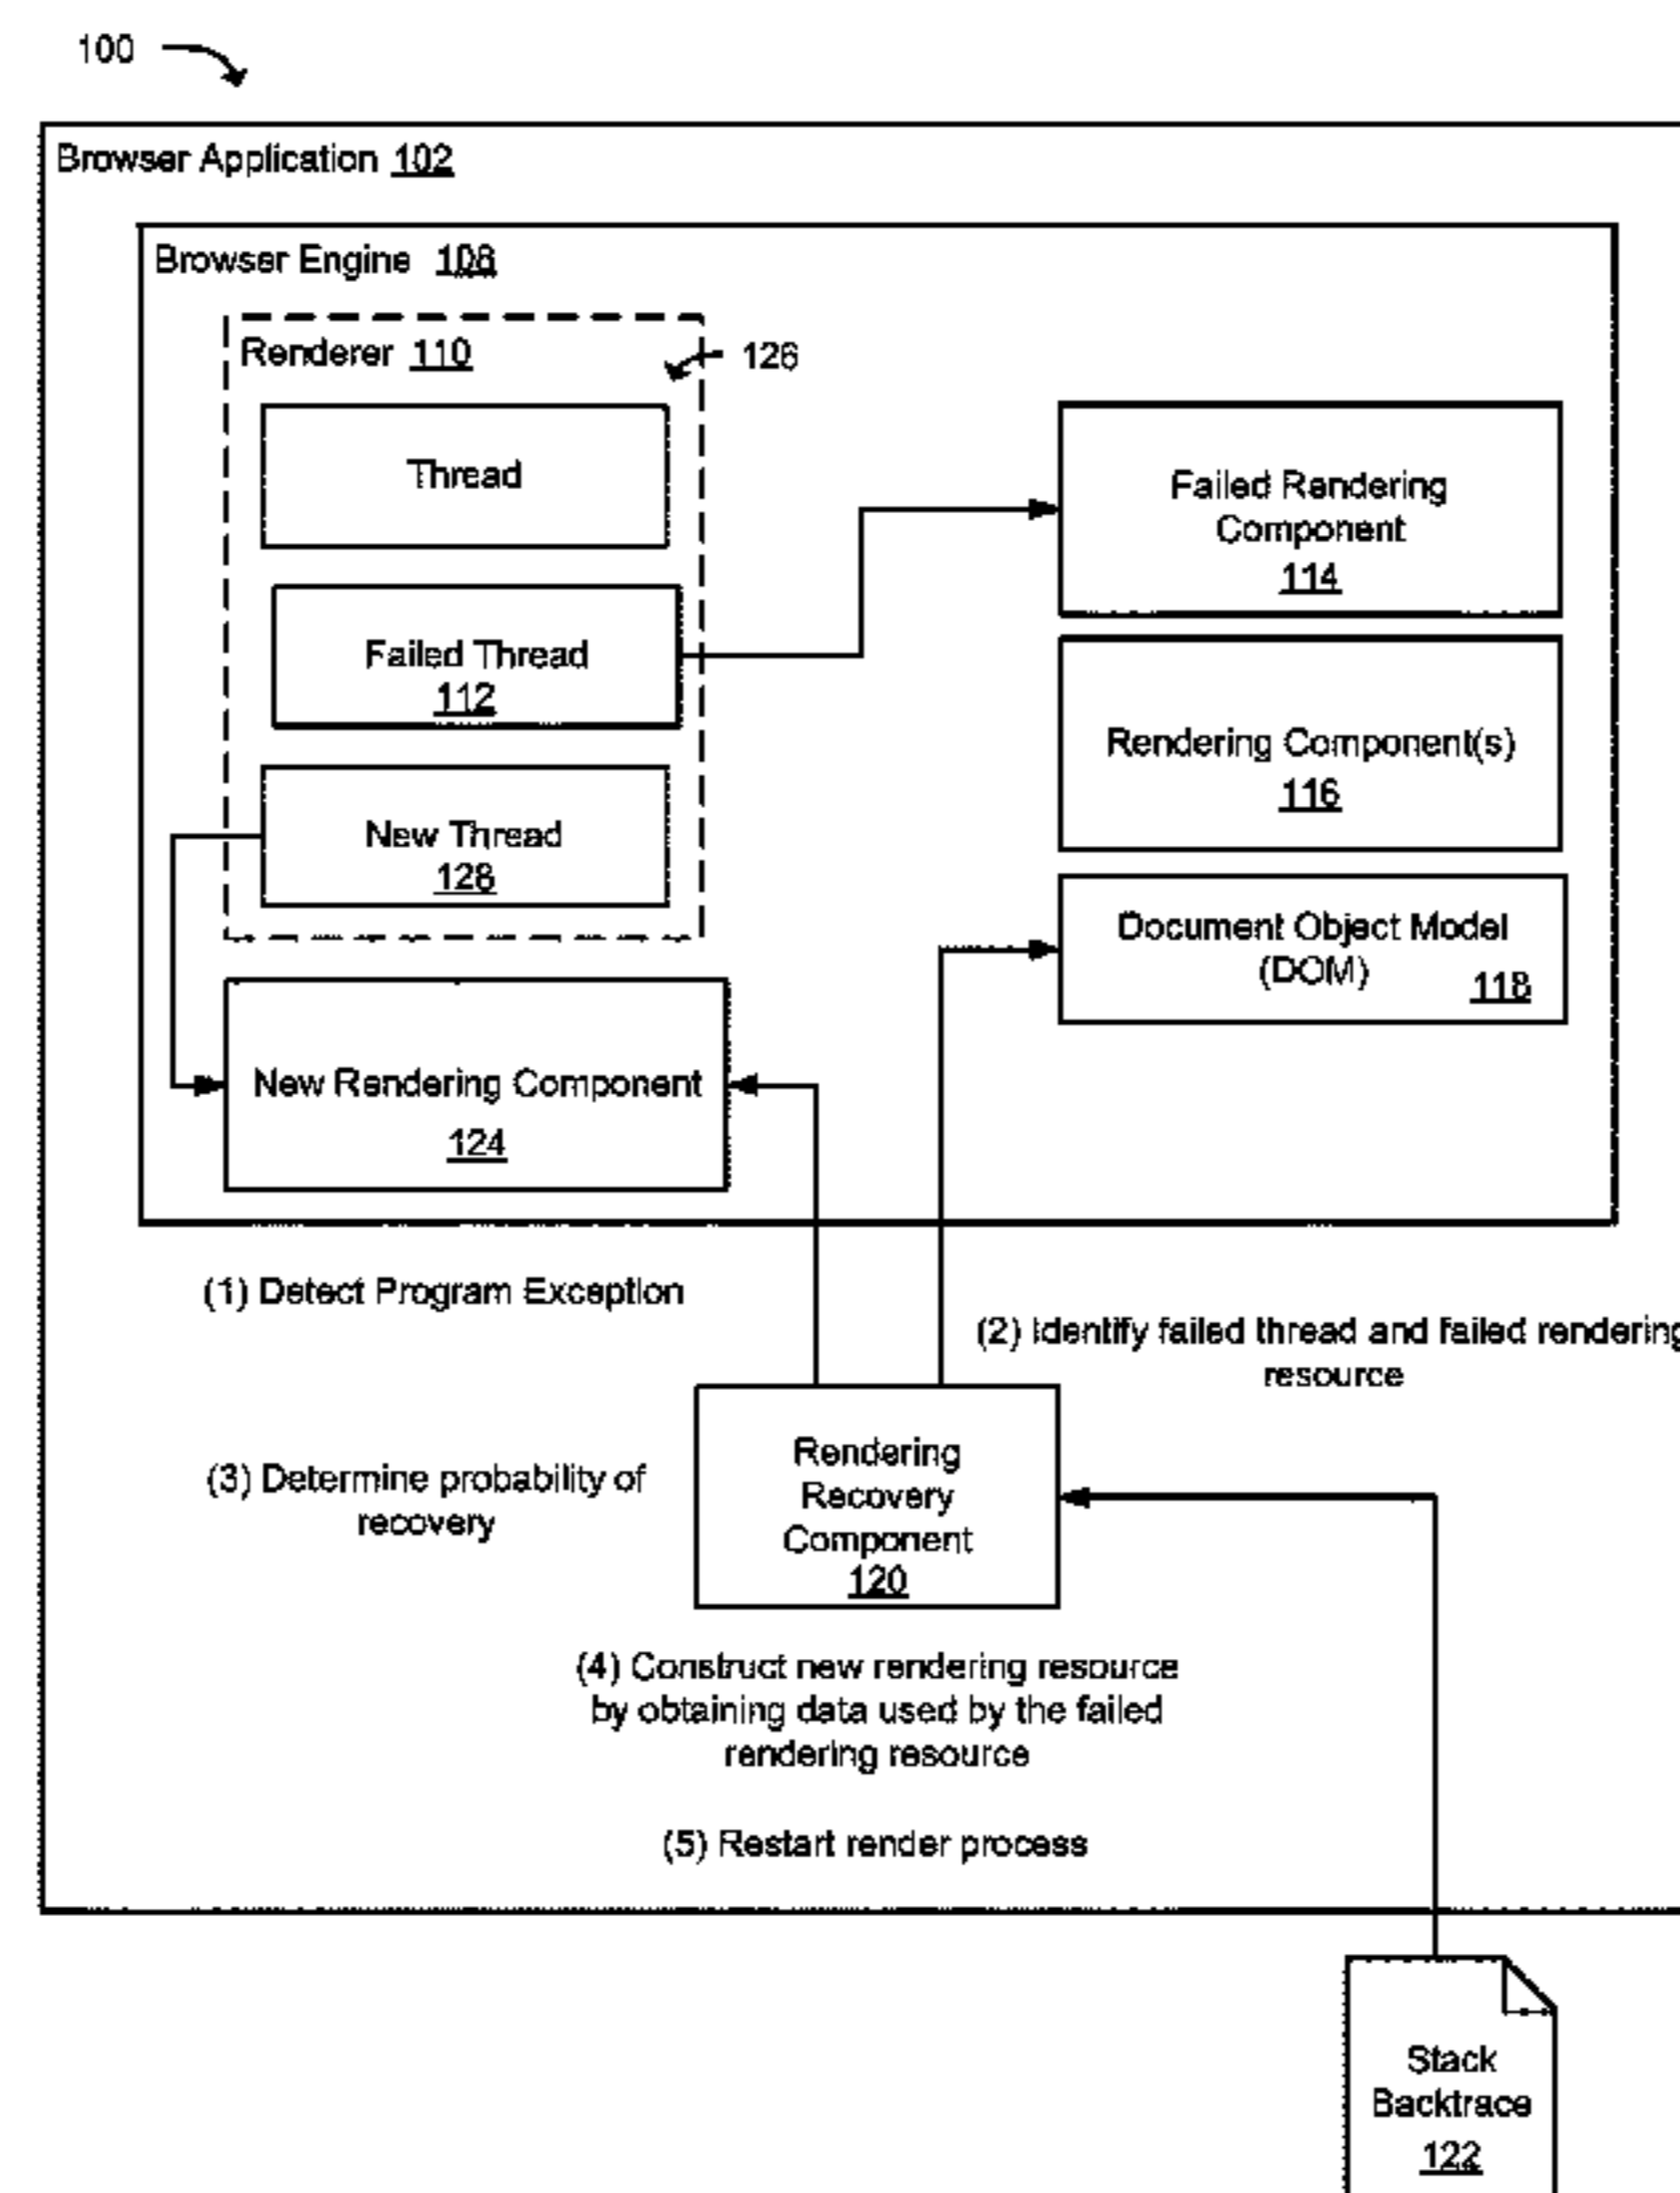 100
Browser Application 102
Browser Engine 108
Renderer 110
126
Thread
Failed Thread
112
New Thread
128
Failed Rendering
Component
114
Rendering Component(s)
116
Document Object Model
(DOM)
118
New Rendering Component
124
(1) Detect Program Exception
(2) Identify failed thread and failed rendering
resource
(3) Determine probability of
recovery
Rendering
Recovery
Component
120
(4) Construct new rendering resource
by obtaining data used by the failed
rendering resource
(5) Restart render process
Stack
Backtrace
122